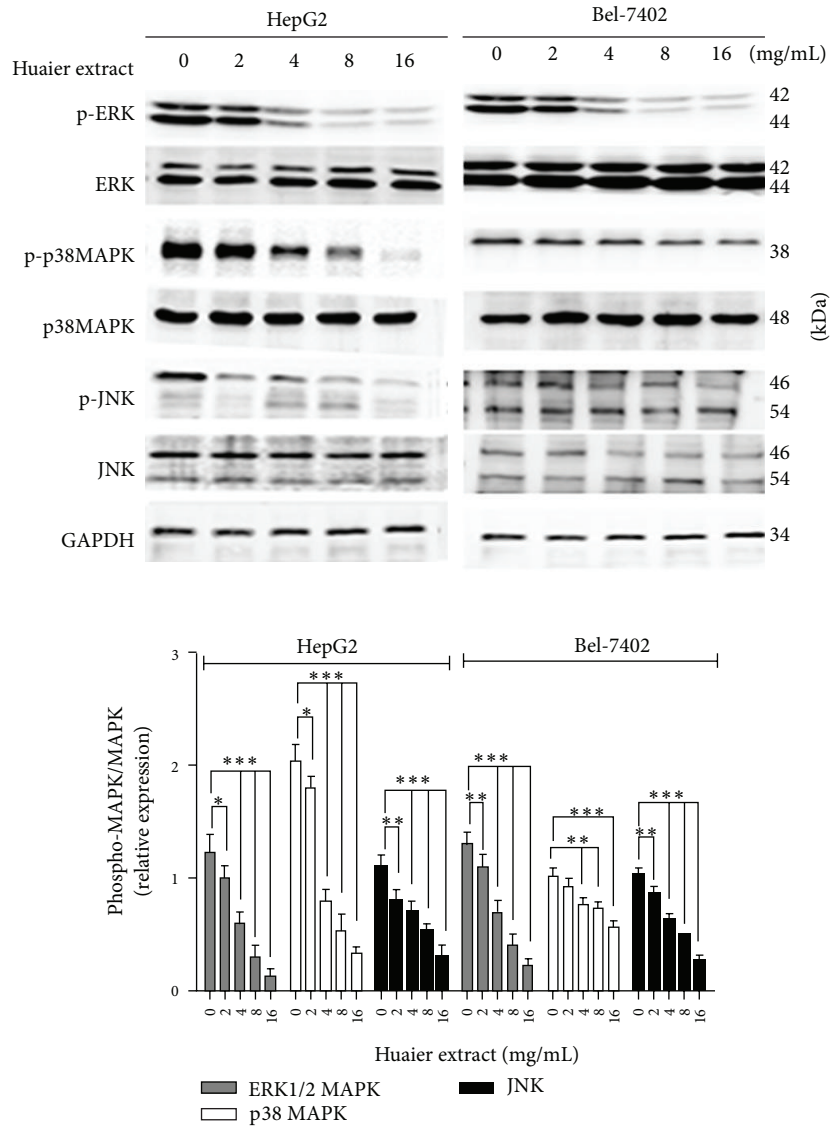 HepG2 Bel-7402
Huaier extract 0 2 4 8 16 0 2 4 8 16 (mg/mL)
p-ERK 42
44
ERK 42
44
p-p38MAPK 38
p38MAPK 48
(kDa)
p-JNK 46
54
JNK 46
54
GAPDH 34
HepG2 Bel-7402
3
2
1
0
Phospho-MAPK/MAPK
(relative expression)
*** * *** * *** ** *** ** *** ** *** **
0 2 4 8 16 0 2 4 8 16 0 2 4 8 16 0 2 4 8 16 0 2 4 8 16 0 2 4 8 16
Huaier extract (mg/mL)
ERK1/2 MAPK JNK
p38 MAPK